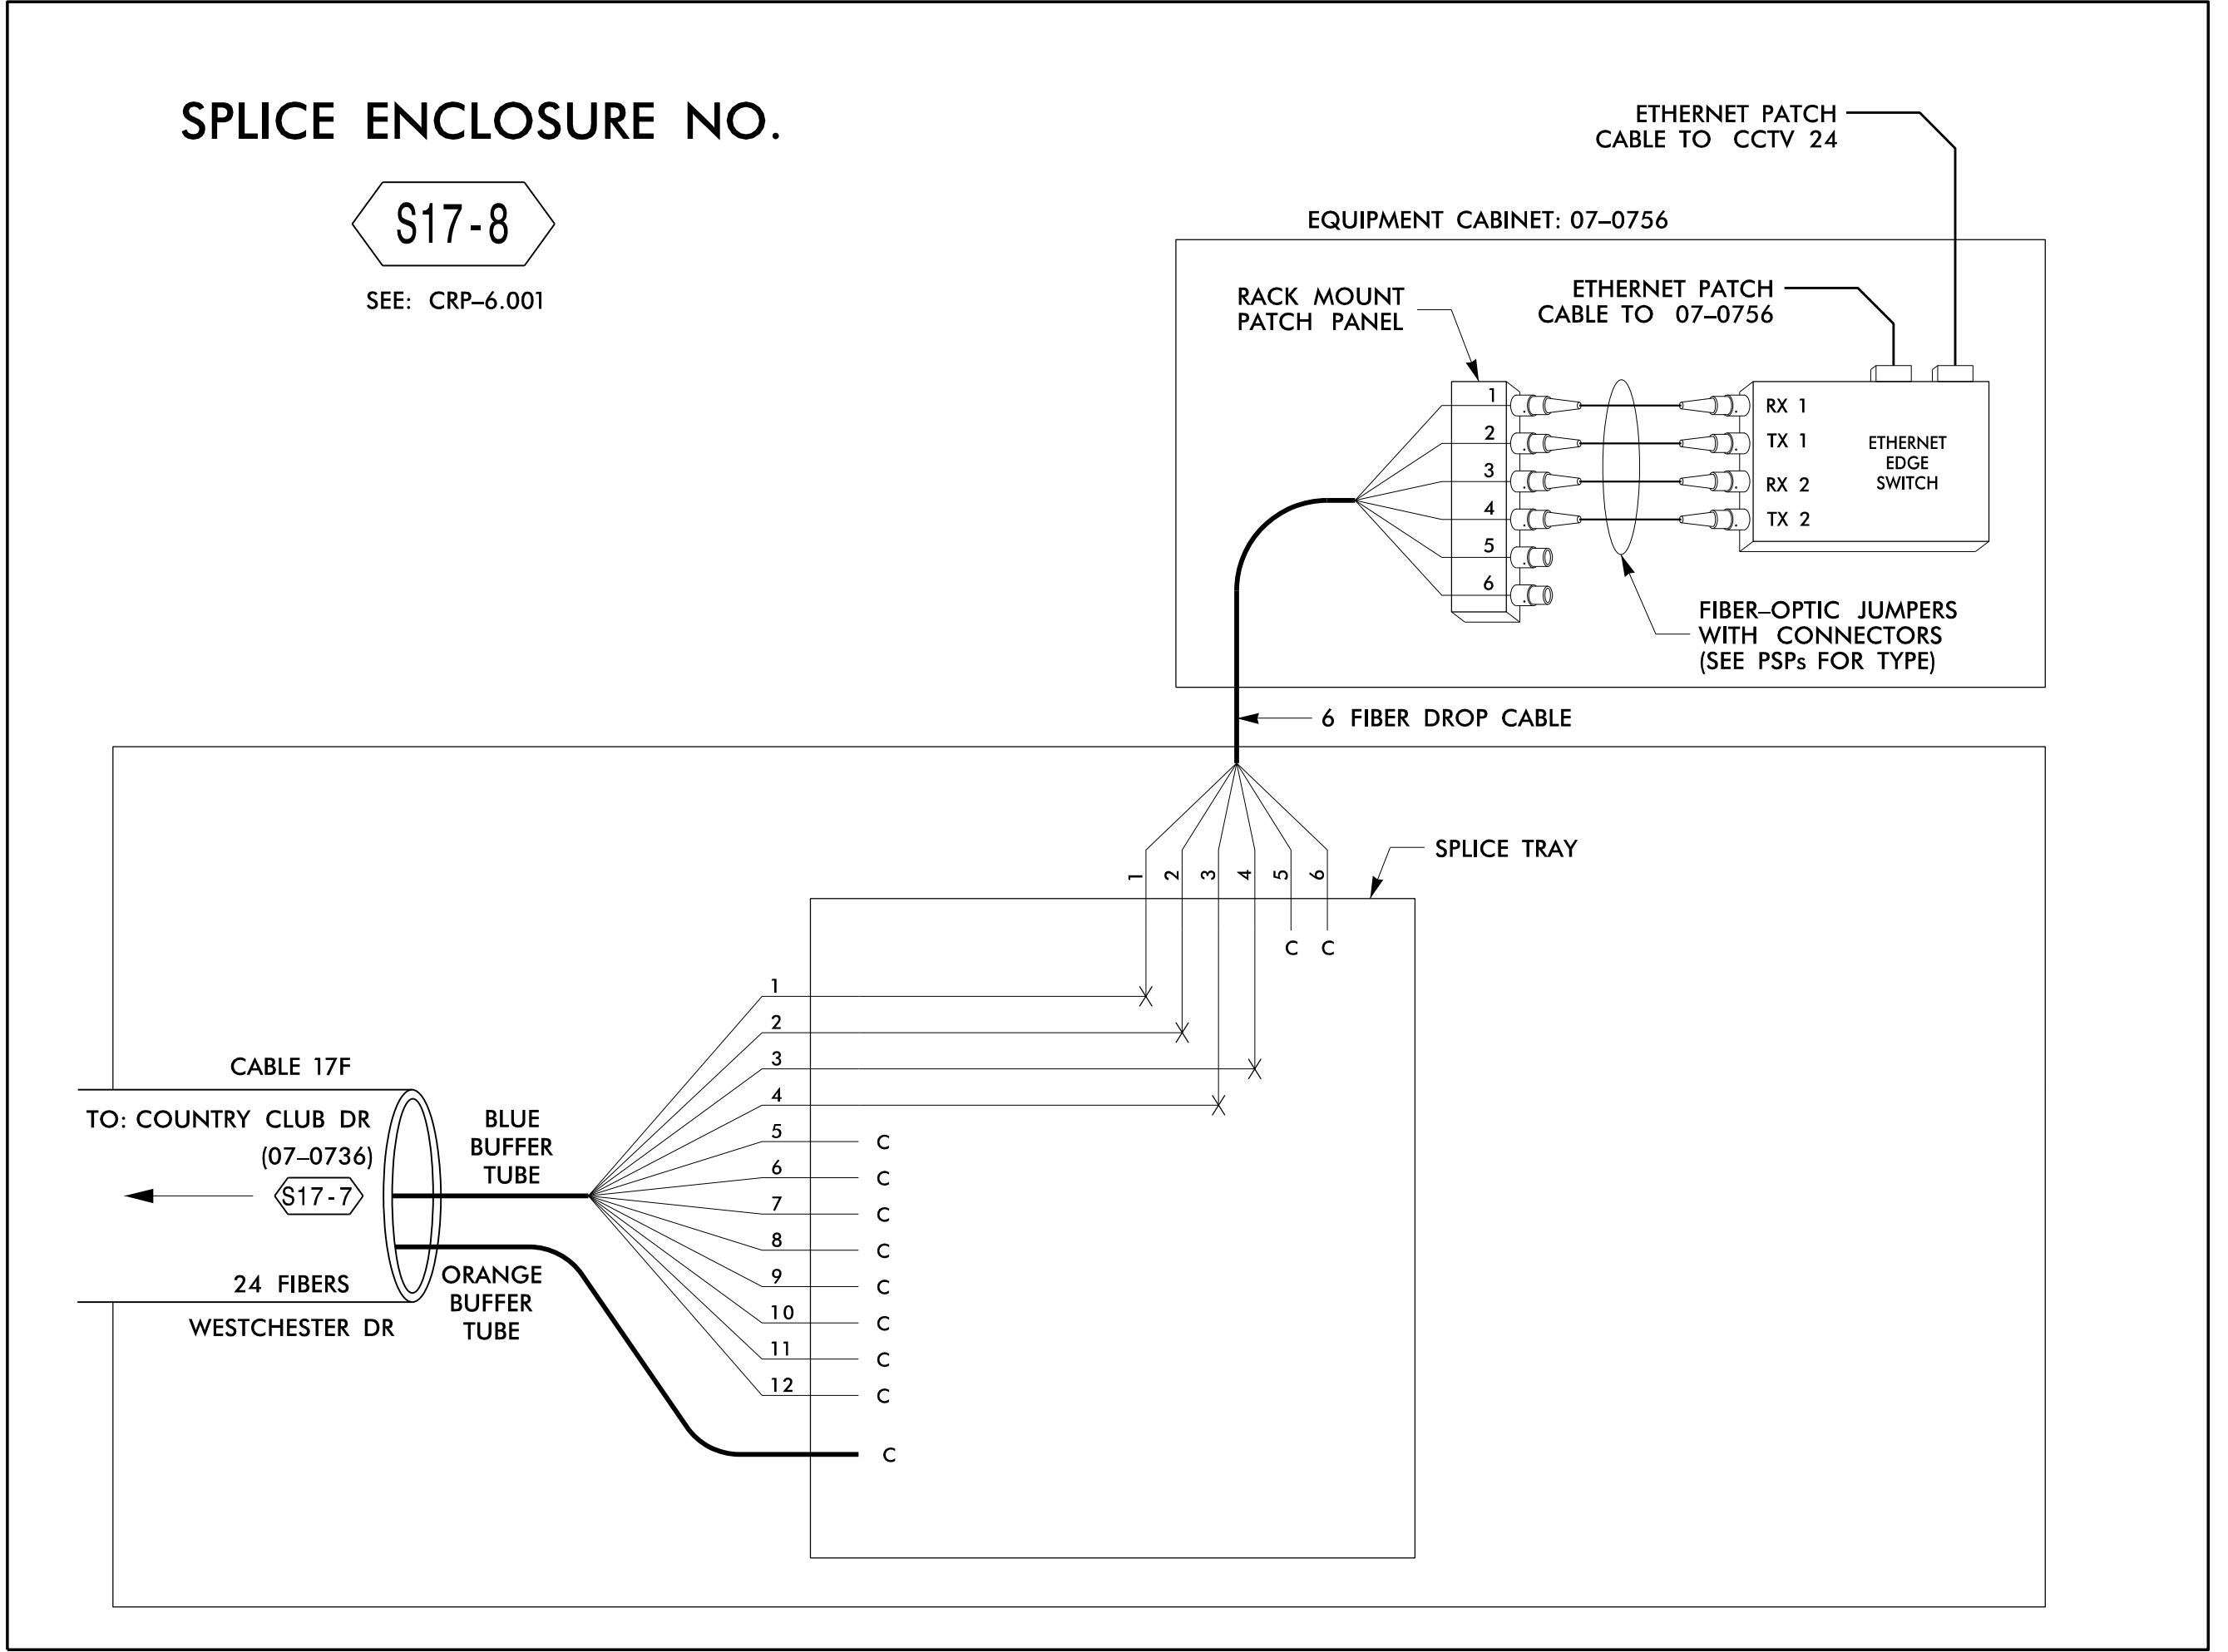 SPLICE ENCLOSURE NO.
S17-8
SEE: CRP-6.001
ETHERNET PATCH
CABLE TO CCTV 24
EQUIPMENT CABINET: 07-0756
RACK MOUNT
PATCH PANEL
ETHERNET PATCH
CABLE TO 07-0756
1
2
3
4
5
6
RX 1
TX 1
RX 2
TX 2
ETHERNET
EDGE
SWITCH
FIBER-OPTIC JUMPERS
WITH CONNECTORS
(SEE PSPs FOR TYPE)
6 FIBER DROP CABLE
1 2 3 4 5 6
SPLICE TRAY
C C
1
2
3
4
5 C
6 C
7 C
8 C
9 C
10 C
11 C
12 C
C
CABLE 17F
TO: COUNTRY CLUB DR
(07-0736)
S17-7
24 FIBERS
WESTCHESTER DR
BLUE
BUFFER
TUBE
ORANGE
BUFFER
TUBE